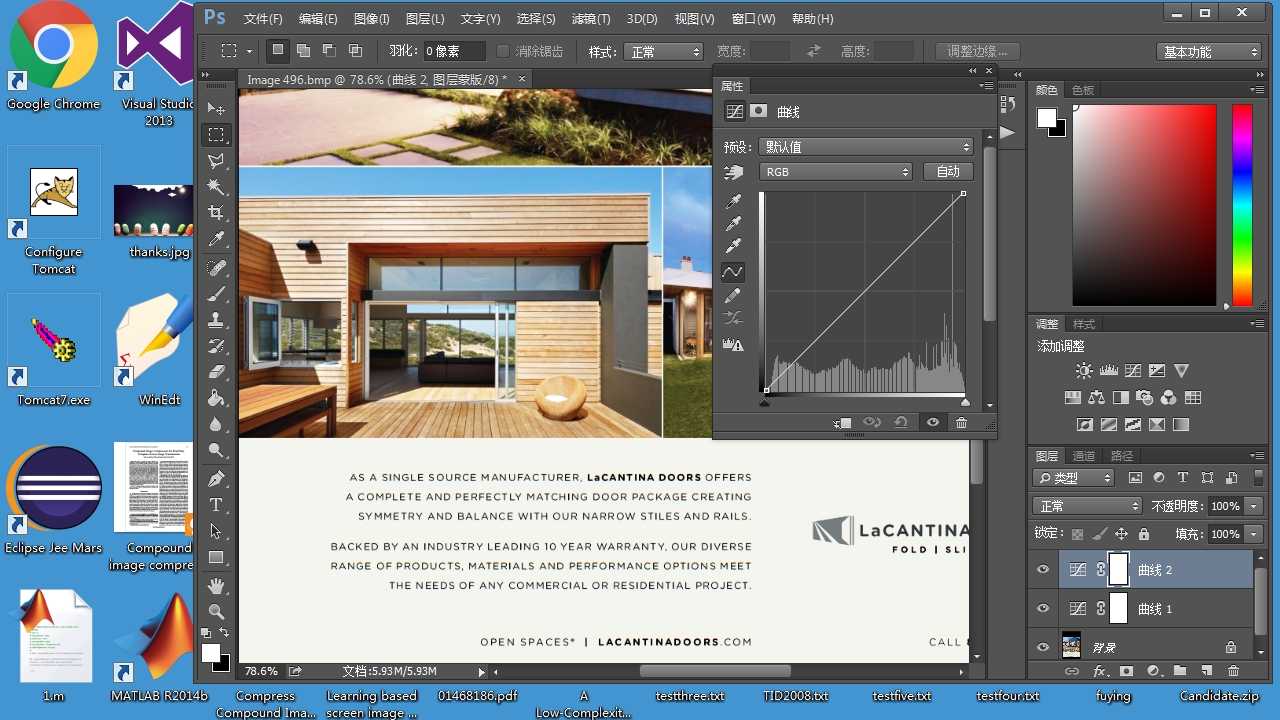 Ps 文件(F) 编辑(E) 图像(I) 图层(L) 文字(Y) 选择(S) 滤镜(T) 3D(D) 视图(V) 窗口(W) 帮助(H)
羽化: 0 像素 消除锯齿 样式: 正常 宽度: 高度: 调整边缘... 基本功能
Image 496.bmp @ 78.6% (曲线 2, 图层蒙版/8) *
属性
曲线
预设: 默认值
RGB 自动
颜色 色板
调整 样式
添加调整
通道 路径
不透明度: 100%
锁定: 填充: 100%
曲线 2
曲线 1
背景
AS A SINGLE SOURCE MANUFACTURER, LaCANTINA DOORS OFFERS
A COMPLETE AND PERFECTLY MATCHING DOOR PACKAGE CREATING
SYMMETRY AND BALANCE WITH OUR NARROW STILES AND RAILS.
BACKED BY AN INDUSTRY LEADING 10 YEAR WARRANTY, OUR DIVERSE
RANGE OF PRODUCTS, MATERIALS AND PERFORMANCE OPTIONS MEET
THE NEEDS OF ANY COMMERCIAL OR RESIDENTIAL PROJECT.
LaCANTINA
FOLD | SLI
OPEN SPACES* | LACANTINADOORS.COM
CALL
78.6% 文档:5.93M/5.93M
Google Chrome
Visual Studio
2013
Configure
Tomcat
thanks.jpg
Tomcat7.exe
WinEdt
Eclipse Jee Mars
Compound
image compre
1.m
MATLAB R2014b
Compress
Compound Ima...
Learning based
screen image ...
01468186.pdf
A
Low-Complexit...
testthree.txt
TID2008.txt
testfive.txt
testfour.txt
fuying
Candidate.zip